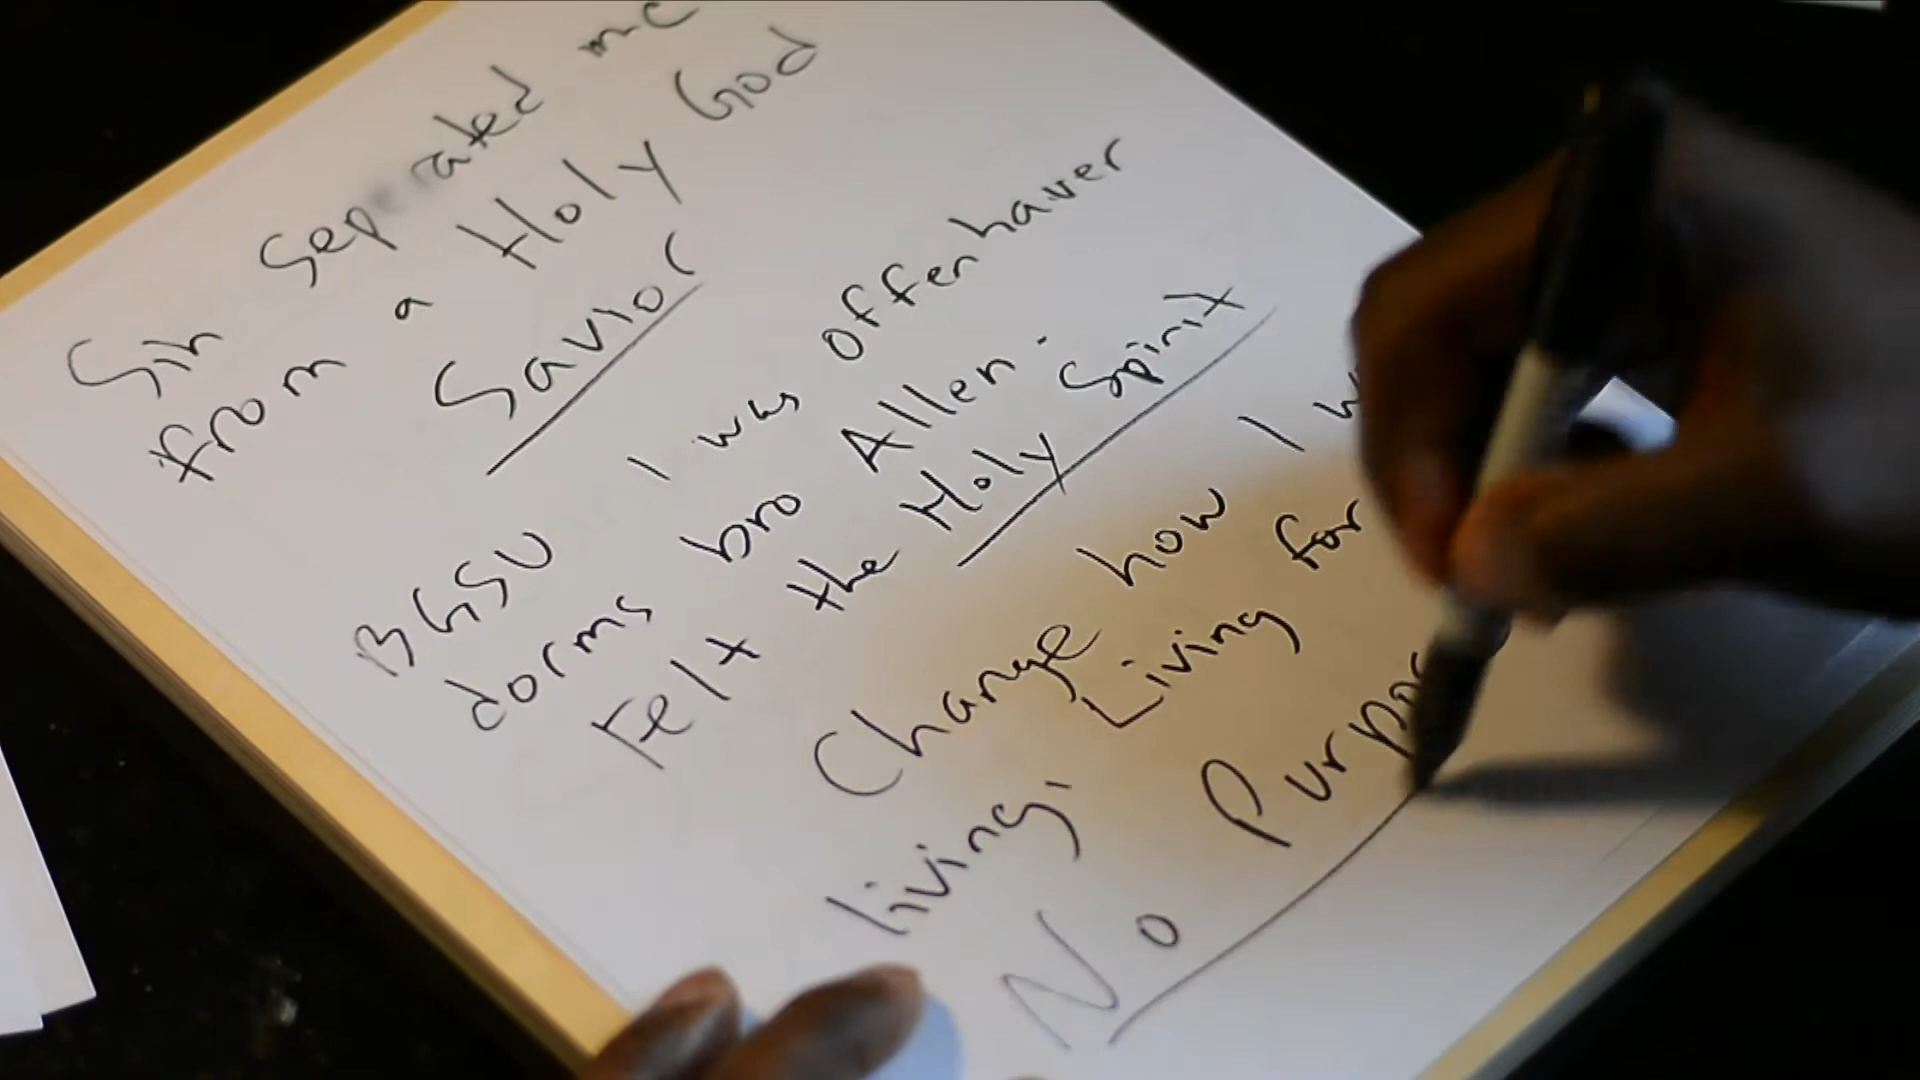 Sin seperated me
from a Holy God
Savior
BGSU I was offenhaver
dorms bro Allen.
Felt the Holy Spirit
Change how I
living, Living for
No